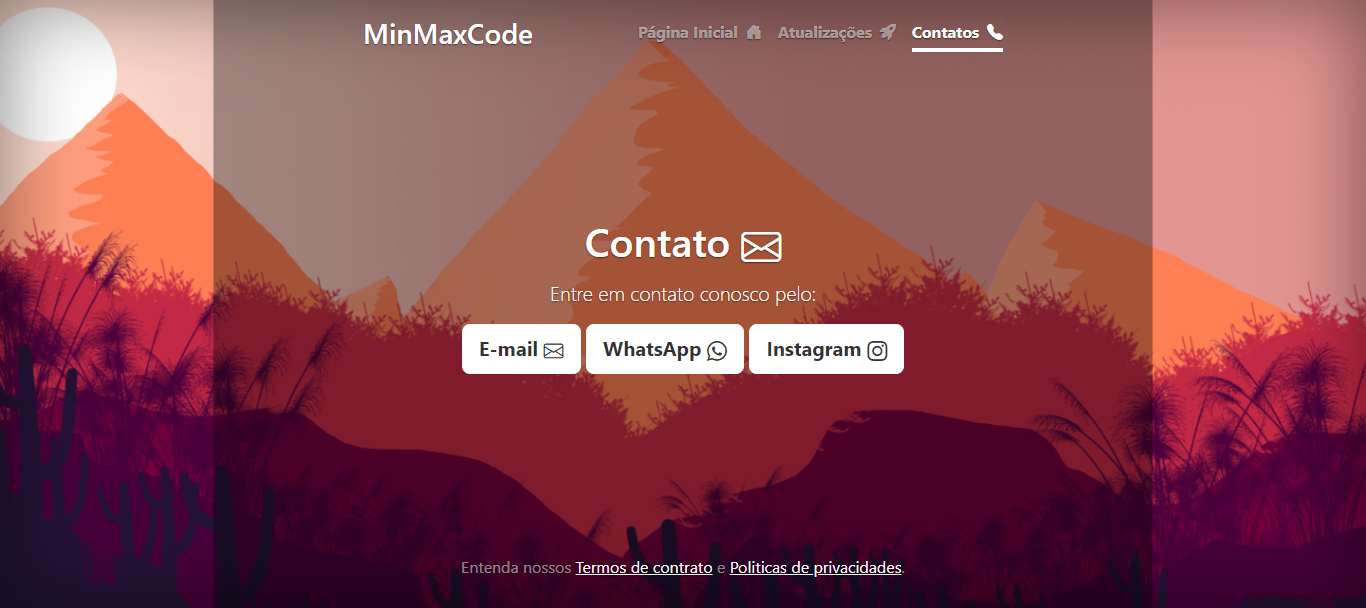 MinMaxCode Página Inicial Atualizações Contatos
Contato
Entre em contato conosco pelo:
E-mail WhatsApp Instagram
Entenda nossos Termos de contrato e Politicas de privacidades.